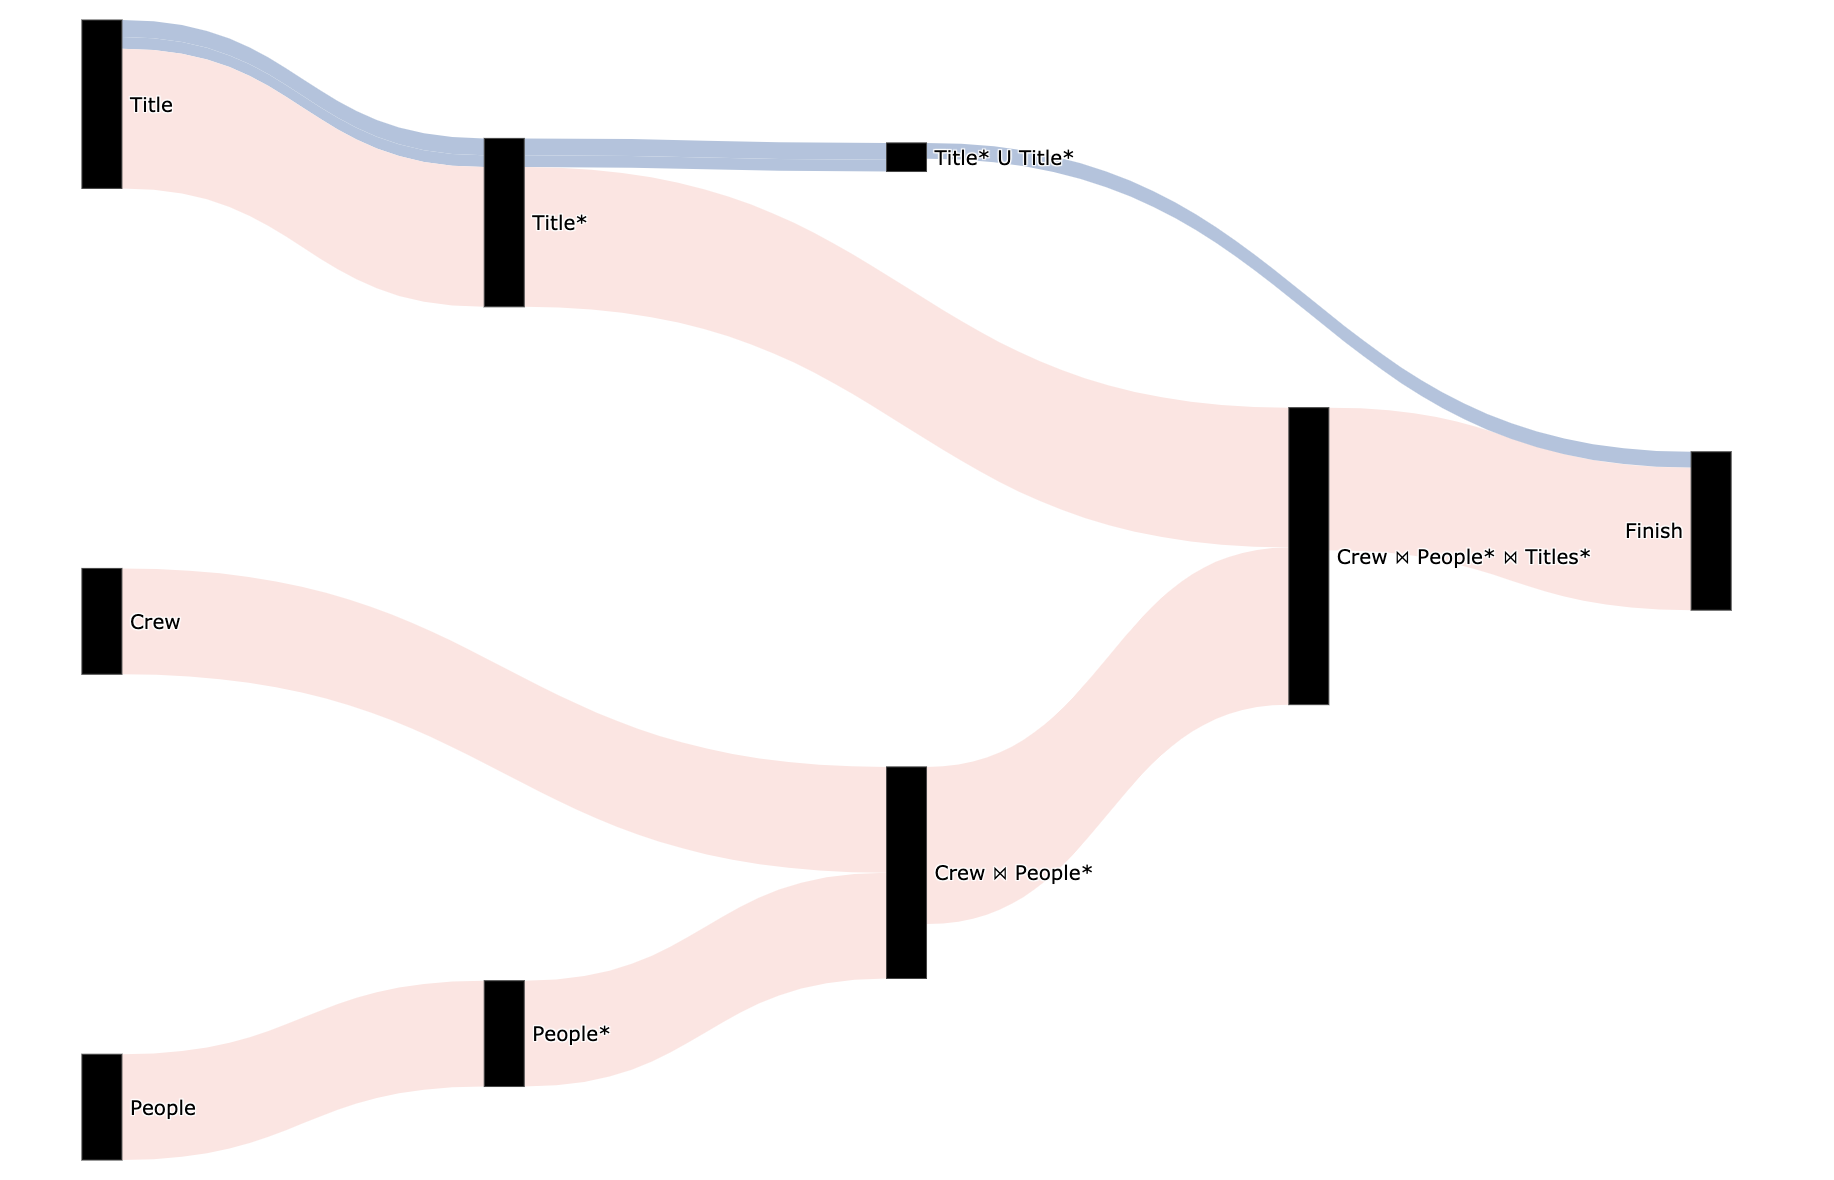 Title
Title*
Title* U Title*
Finish
Crew ⋈ People* ⋈ Titles*
Crew
Crew ⋈ People*
People*
People